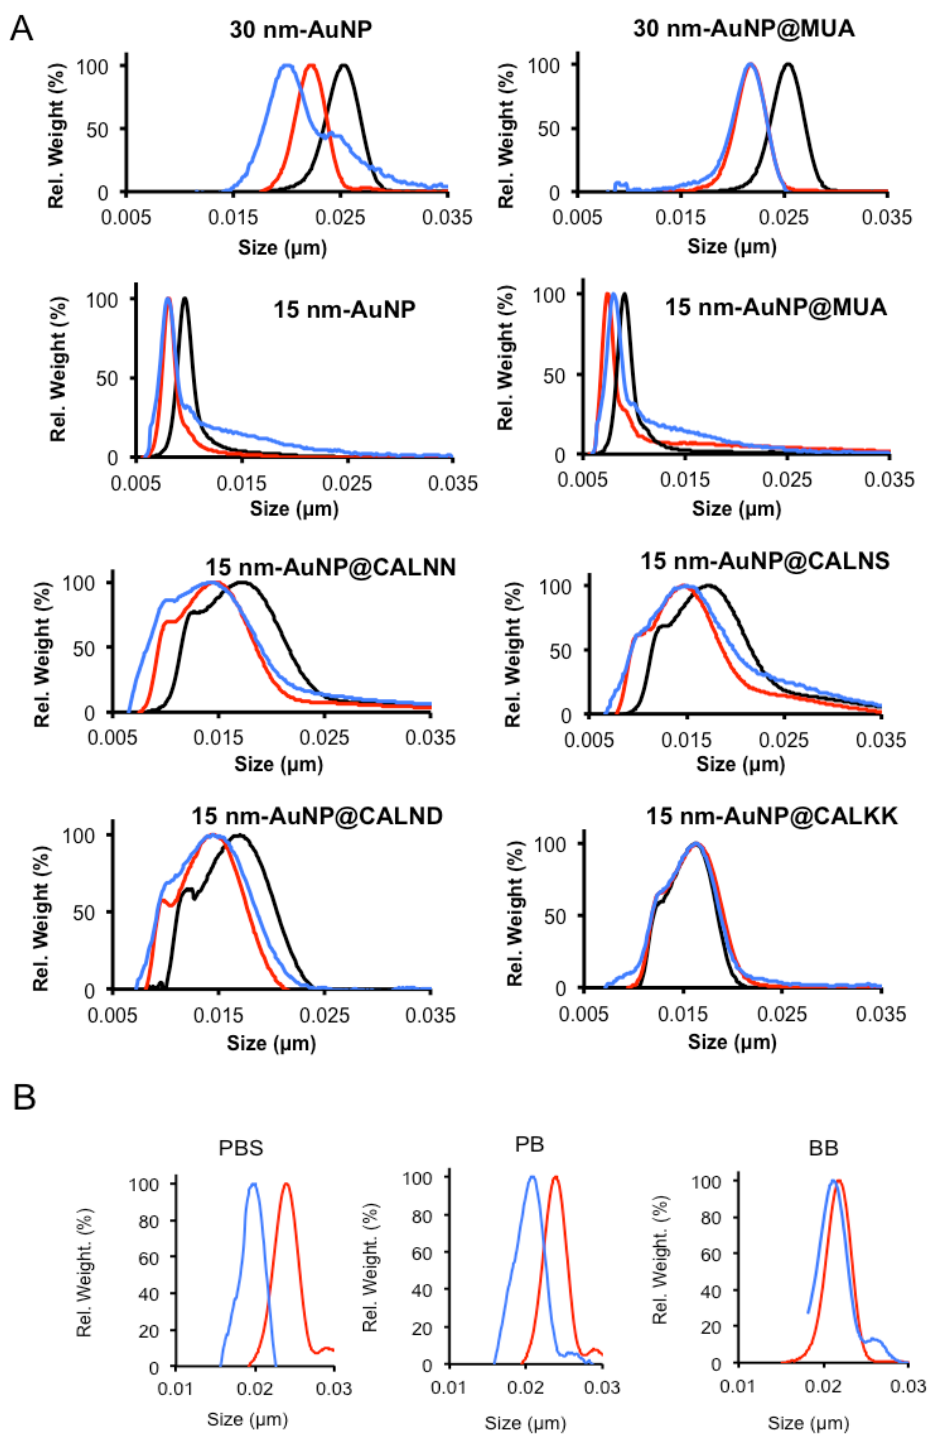 A
30 nm-AuNP
Rel. Weight (%)
100
50
0
0.005
0.015
0.025
0.035
Size (µm)
30 nm-AuNP@MUA
Rel. Weight (%)
100
50
0
0.005
0.015
0.025
0.035
Size (µm)
15 nm-AuNP
Rel. Weight (%)
100
50
0
0.005
0.015
0.025
0.035
Size (µm)
15 nm-AuNP@MUA
Rel. Weight (%)
100
50
0
0.005
0.015
0.025
0.035
Size (µm)
15 nm-AuNP@CALNN
Rel. Weight (%)
100
50
0
0.005
0.015
0.025
0.035
Size (µm)
15 nm-AuNP@CALNS
Rel. Weight (%)
100
50
0
0.005
0.015
0.025
0.035
Size (µm)
15 nm-AuNP@CALND
Rel. Weight (%)
100
50
0
0.005
0.015
0.025
0.035
Size (µm)
15 nm-AuNP@CALKK
Rel. Weight (%)
100
50
0
0.005
0.015
0.025
0.035
Size (µm)
B
PBS
Rel. Weight. (%)
100
80
60
40
20
0
0.01
0.02
0.03
Size (µm)
PB
Rel. Weight. (%)
100
80
60
40
20
0
0.01
0.02
0.03
Size (µm)
BB
Rel. Weight. (%)
100
80
60
40
20
0
0.01
0.02
0.03
Size (µm)